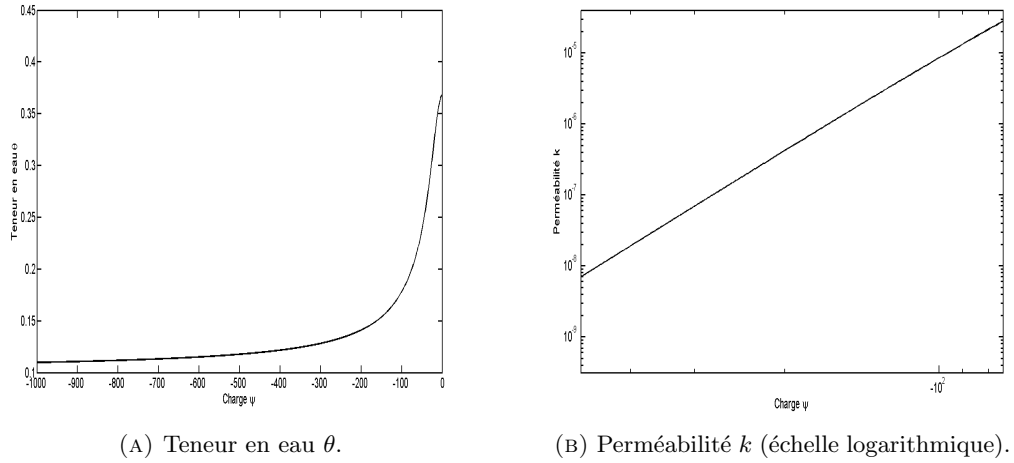 0.45
0.4
0.35
0.3
0.25
0.2
0.15
0.1
Teneur en eau θ
-1000 -900 -800 -700 -600 -500 -400 -300 -200 -100 0
Charge ψ
(A) Teneur en eau θ.
10^-5
10^-6
10^-7
10^-8
10^-9
Perméabilité k
-10^2
Charge ψ
(B) Perméabilité k (échelle logarithmique).